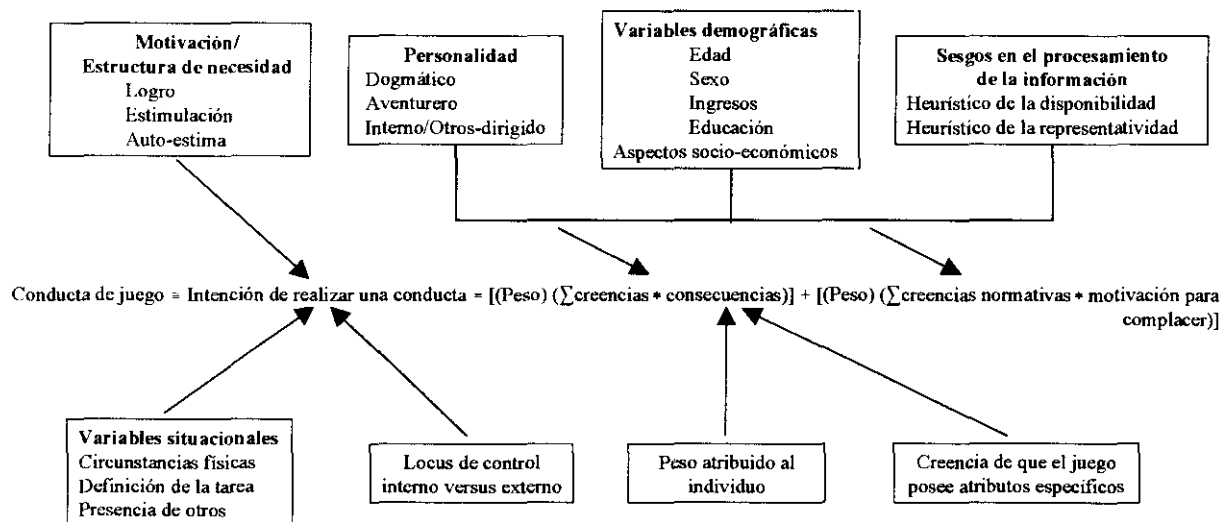 Motivación/
Estructura de necesidad
Logro
Estimulación
Auto-estima
Personalidad
Dogmático
Aventurero
Interno/Otros-dirigido
Variables demográficas
Edad
Sexo
Ingresos
Educación
Aspectos socio-económicos
Sesgos en el procesamiento
de la información
Heurístico de la disponibilidad
Heurístico de la representatividad
Conducta de juego = Intención de realizar una conducta = [(Peso) (∑creencias * consecuencias)] + [(Peso) (∑creencias normativas * motivación para
complacer)]
Variables situacionales
Circunstancias físicas
Definición de la tarea
Presencia de otros
Locus de control
interno versus externo
Peso atribuido al
individuo
Creencia de que el juego
posee atributos específicos